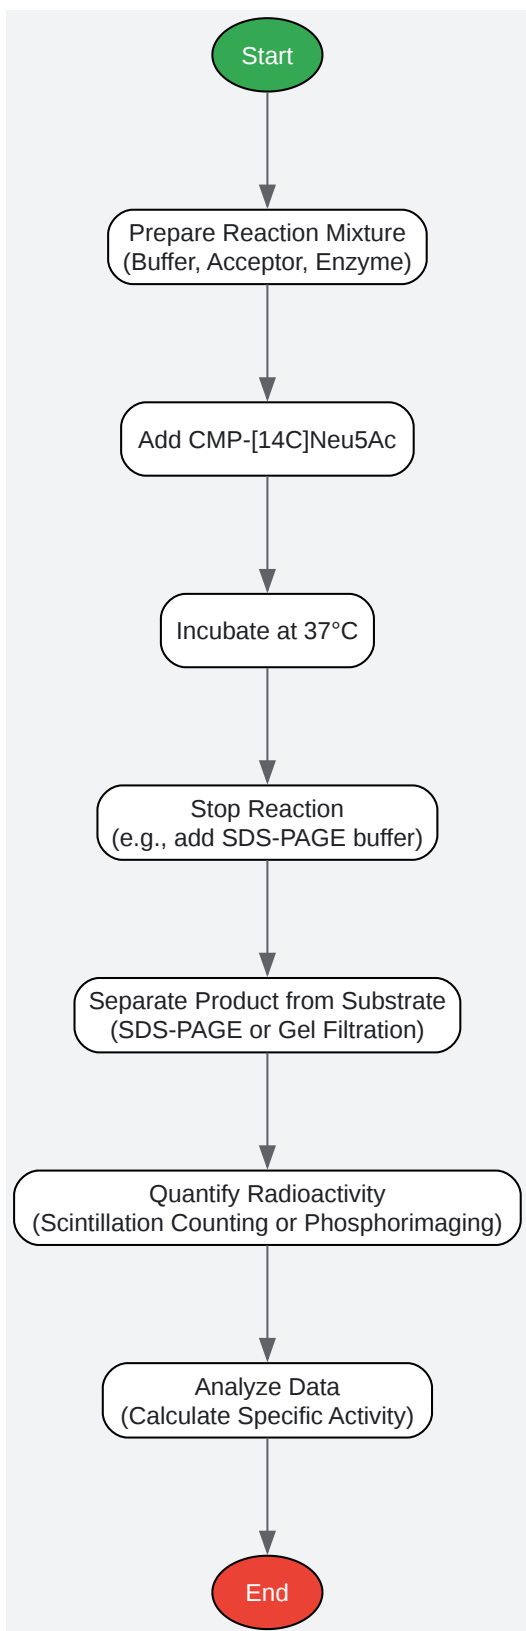 Start
Prepare Reaction Mixture
(Buffer, Acceptor, Enzyme)
Add CMP-[14C]Neu5Ac
Incubate at 37°C
Stop Reaction
(e.g., add SDS-PAGE buffer)
Separate Product from Substrate
(SDS-PAGE or Gel Filtration)
Quantify Radioactivity
(Scintillation Counting or Phosphorimaging)
Analyze Data
(Calculate Specific Activity)
End